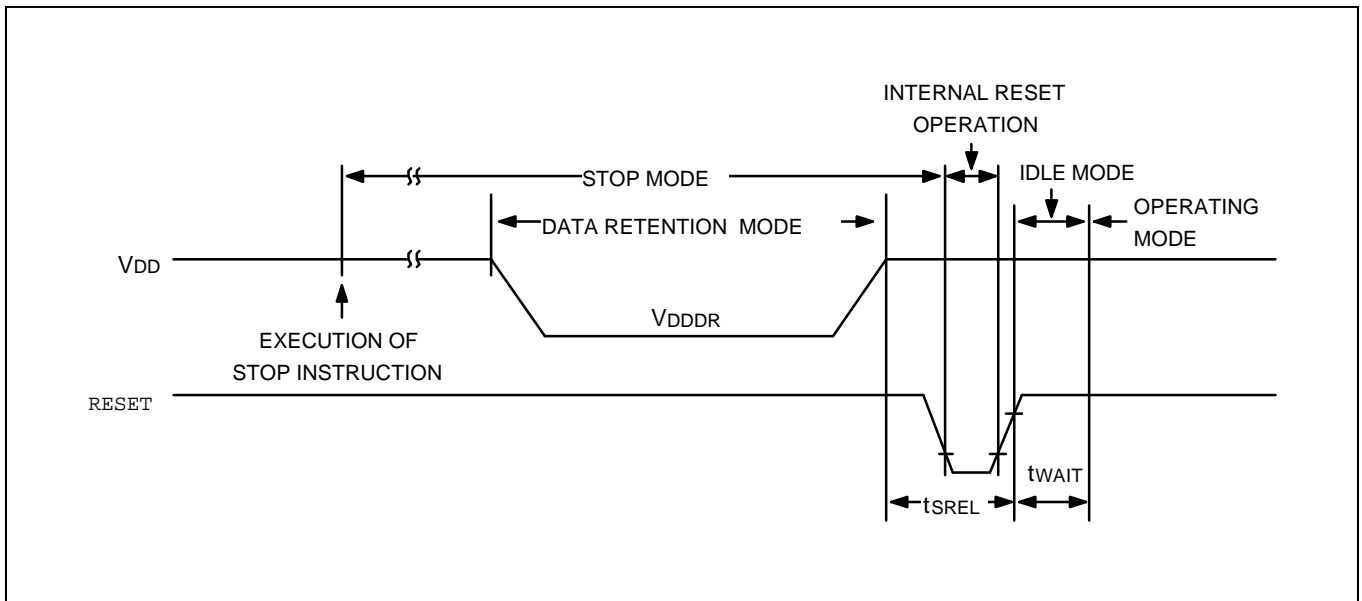 INTERNAL RESET
OPERATION
STOP MODE
IDLE MODE
DATA RETENTION MODE
OPERATING
MODE
VDD
VDDDR
EXECUTION OF
STOP INSTRUCTION
RESET
tWAIT
tSREL